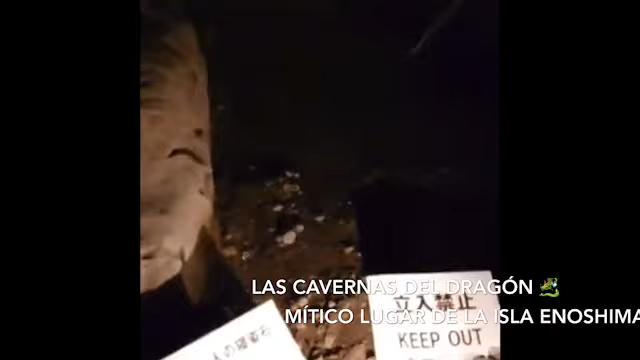 LAS CAVERNAS DEL DRAGÓN 🐉
MÍTICO LUGAR DE LA ISLA ENOSHIMA
立入禁止
KEEP OUT